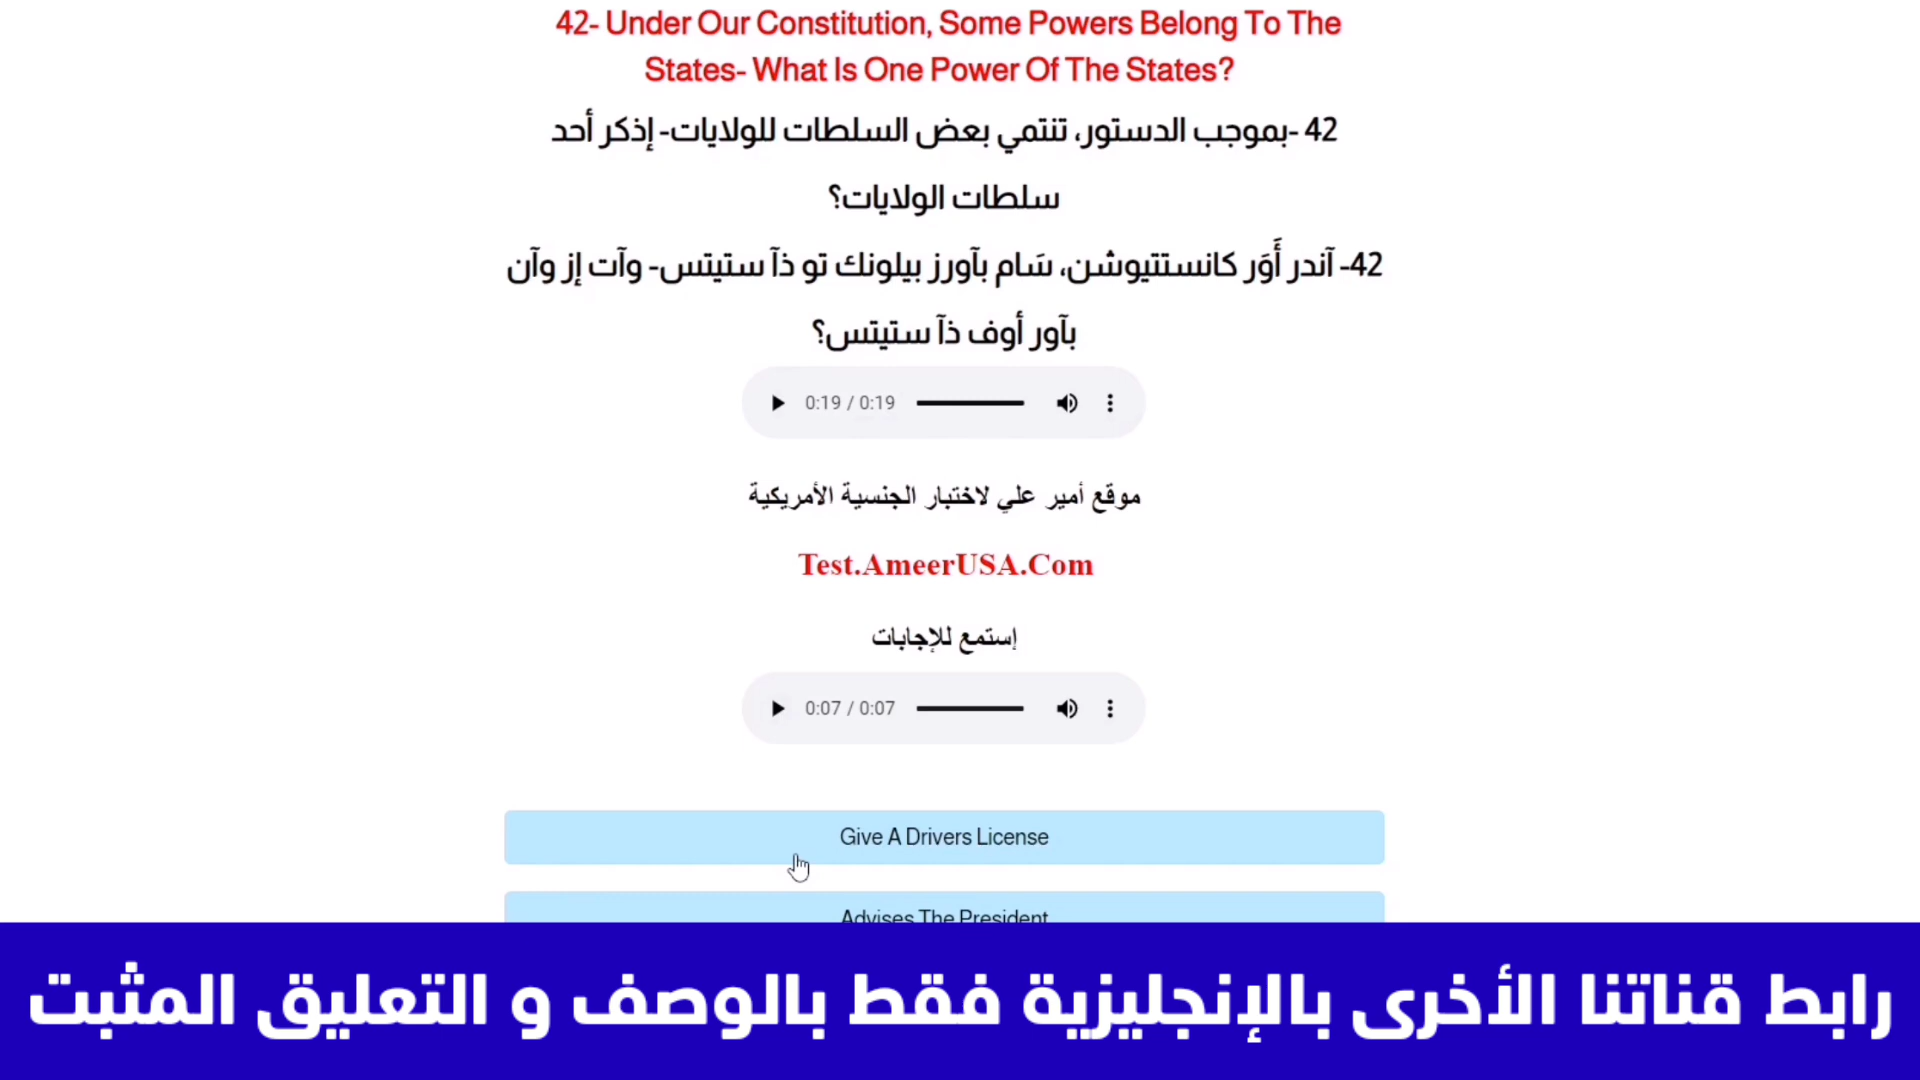 42- Under Our Constitution, Some Powers Belong To The
States- What Is One Power Of The States?
42 -بموجب الدستور، تنتمي بعض السلطات للولايات- إذكر أحد
سلطات الولايات؟
42- آندر أَوَر كانستتيوشن، سَام بآورز بيلونك تو ذآ ستيتس- وآت إز وآن
بآور أوف ذآ ستيتس؟
0:19 / 0:19
موقع أمير علي لاختبار الجنسية الأمريكية
Test.AmeerUSA.Com
إستمع للإجابات
0:07 / 0:07
Give A Drivers License
Advises The President
رابط قناتنا الأخرى بالإنجليزية فقط بالوصف و التعليق المثبت